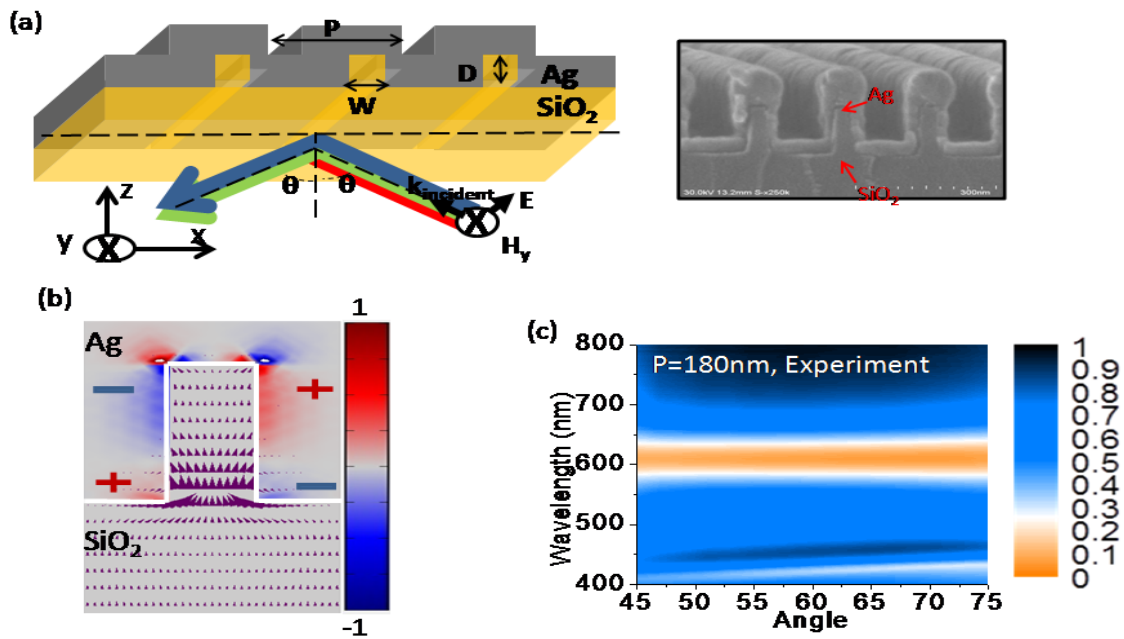 (a)
P
D
Ag
W
SiO2
θ
θ
kincident
E
Hy
z
x
y
X
X
Ag
SiO2
30.0kV 13.2mm S-x250k
300nm
(b)
1
Ag
—
+
+
—
SiO2
-1
(c)
P=180nm, Experiment
Wavelength (nm)
800
700
600
500
400
45
50
55
60
65
70
75
Angle
1
0.9
0.8
0.7
0.6
0.5
0.4
0.3
0.2
0.1
0